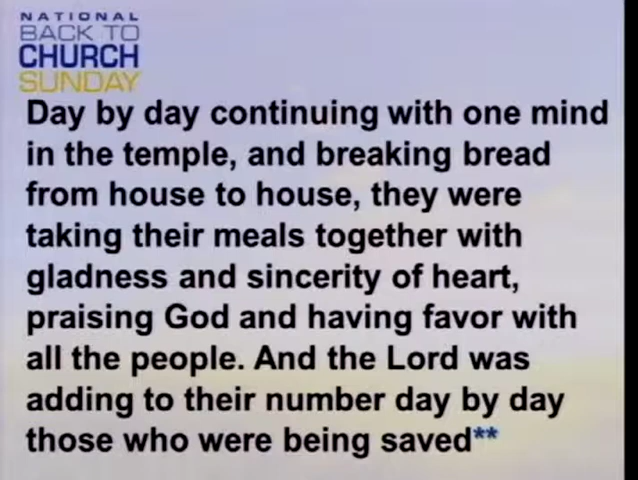 NATIONAL
BACK TO
CHURCH
SUNDAY
Day by day continuing with one mind
in the temple, and breaking bread
from house to house, they were
taking their meals together with
gladness and sincerity of heart,
praising God and having favor with
all the people. And the Lord was
adding to their number day by day
those who were being saved**